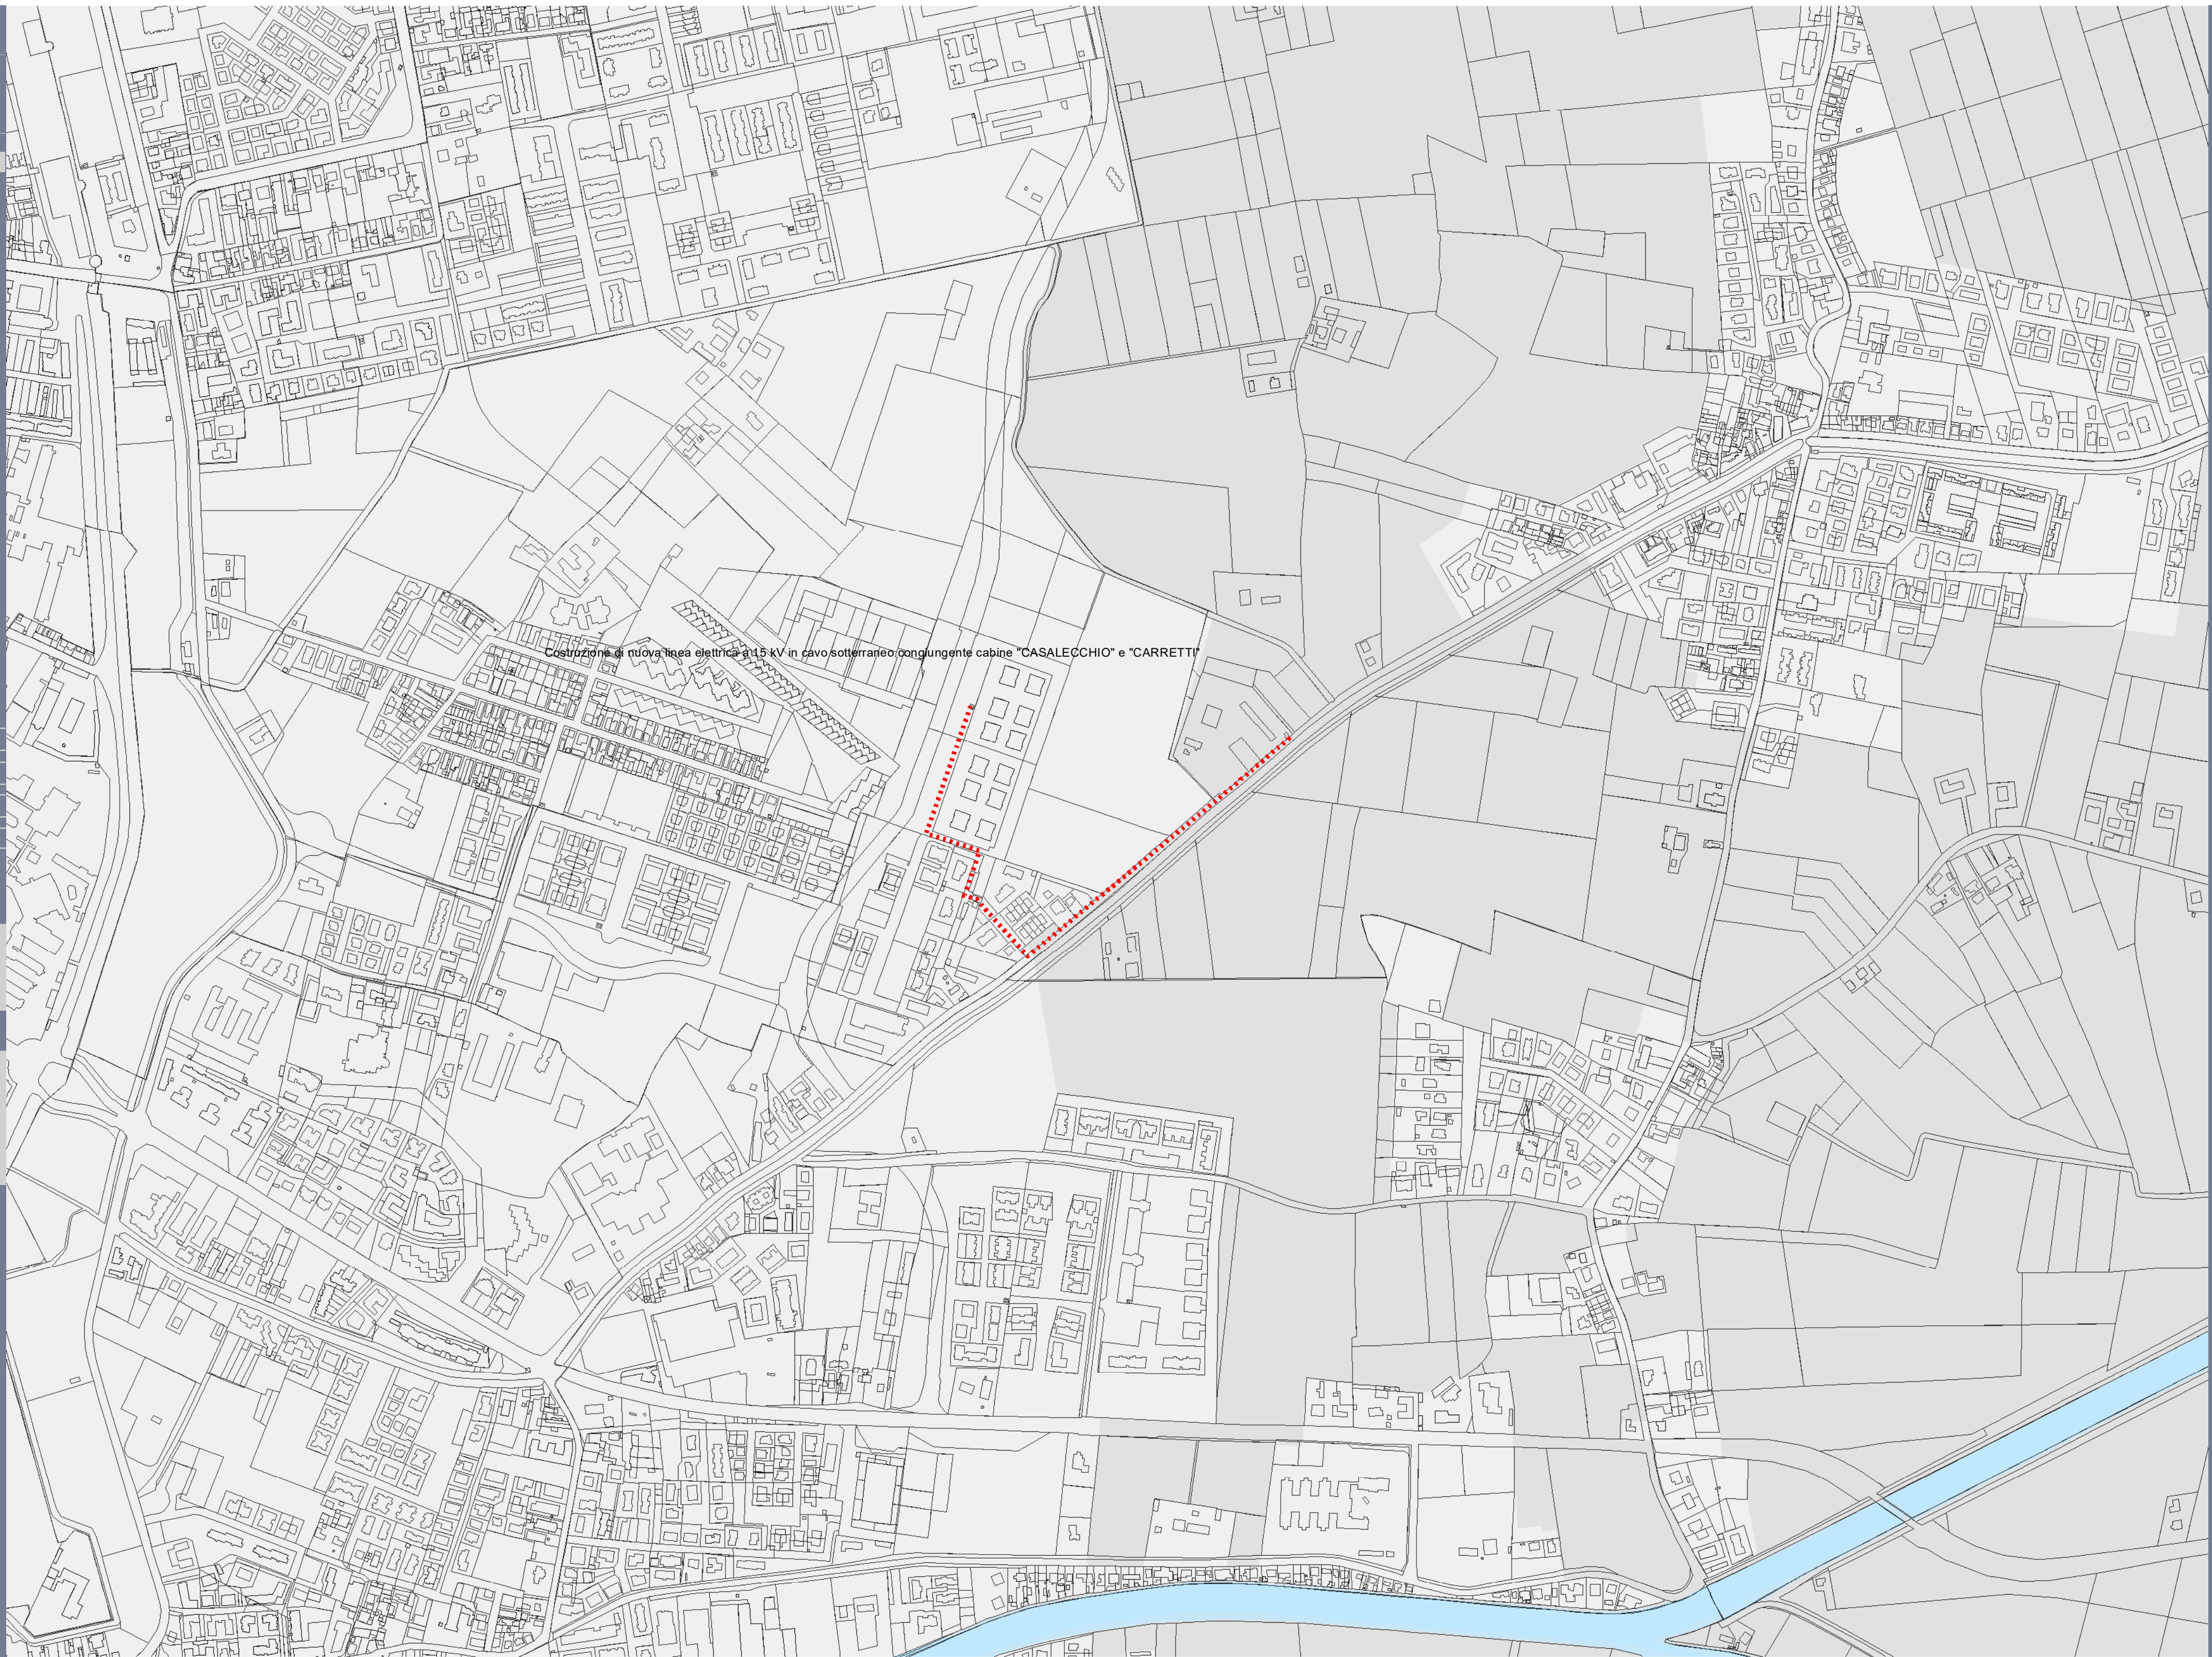 Costruzione di nuova linea elettrica a 15 kV in cavo sotterraneo congiungente cabine "CASALECCHIO" e "CARRETTI"